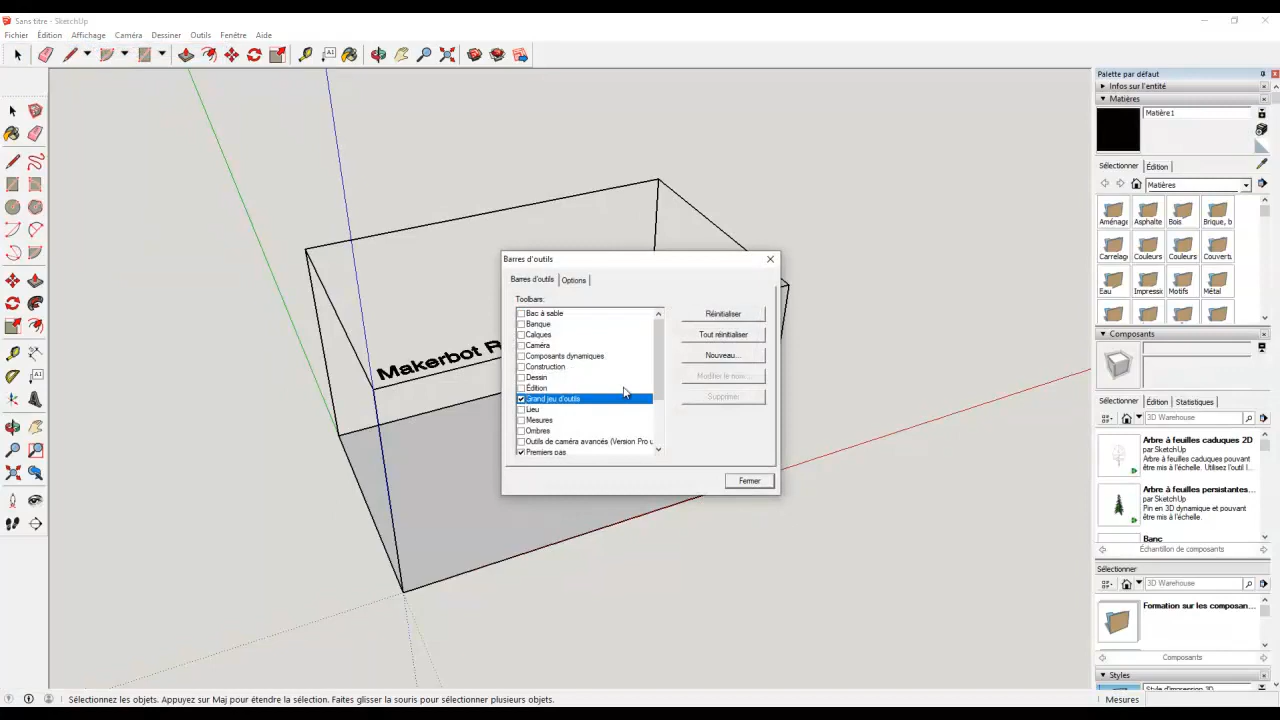 Sans titre - SketchUp
Fichier Édition Affichage Caméra Dessiner Outils Fenêtre Aide
A1
A1
Makerbot R
Barres d'outils
Barres d'outils Options
Toolbars:
Bac à sable
Banque
Calques
Caméra
Composants dynamiques
Construction
Dessin
Édition
Grand jeu d'outils
Lieu
Mesures
Ombres
Outils de caméra avancés (Version Pro u
Premiers pas
Réinitialiser
Tout réinitialiser
Nouveau...
Modifier le nom...
Supprimer
Fermer
Palette par défaut
Infos sur l'entité
Matières
Matière1
Sélectionner Édition
Matières
Aménag Asphalte Bois Brique, b
Carrelag Couleurs Couleurs Couvertu
Eau Impressic Motifs Métal
Composants
Sélectionner Édition Statistiques
3D Warehouse
Arbre à feuilles caduques 2D
par SketchUp
Arbre à feuilles caduques pouvant
être mis à l'échelle. Utilisez l'outil l
Arbre à feuilles persistantes...
par SketchUp
Pin en 3D dynamique et pouvant
être mis à l'échelle.
Banc
Échantillon de composants
Sélectionner
3D Warehouse
Formation sur les composan...
Composants
Styles
Style d'impression 3D
Sélectionnez les objets. Appuyez sur Maj pour étendre la sélection. Faites glisser la souris pour sélectionner plusieurs objets.
Mesures